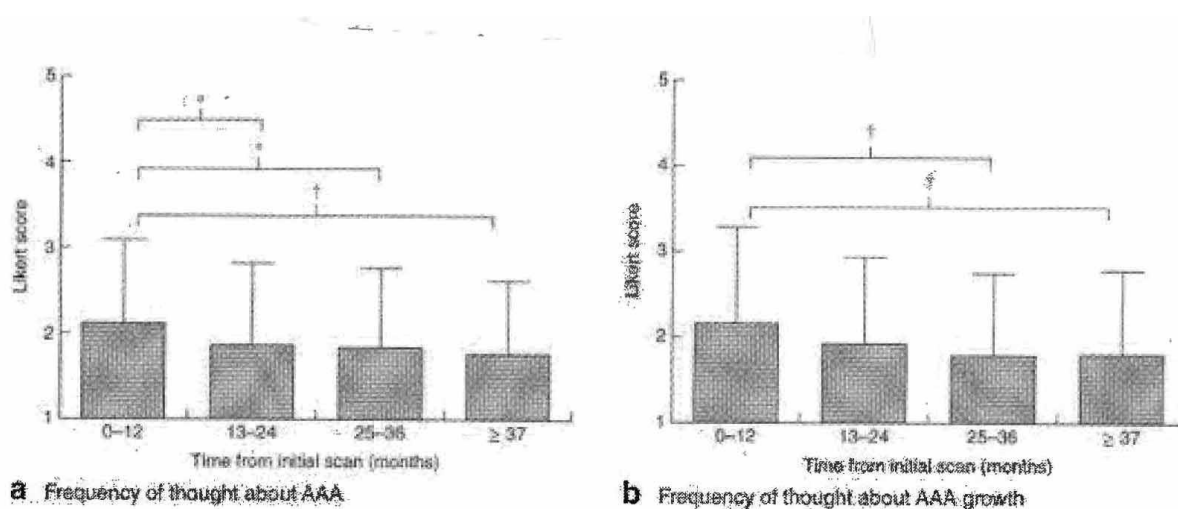 5
4
3
2
1
Likert score
*
*
†
0–12 13–24 25–36 ≥ 37
Time from initial scan (months)
a Frequency of thought about AAA
5
4
3
2
1
Likert score
†
0–12 13–24 25–36 ≥ 37
Time from initial scan (months)
b Frequency of thought about AAA growth